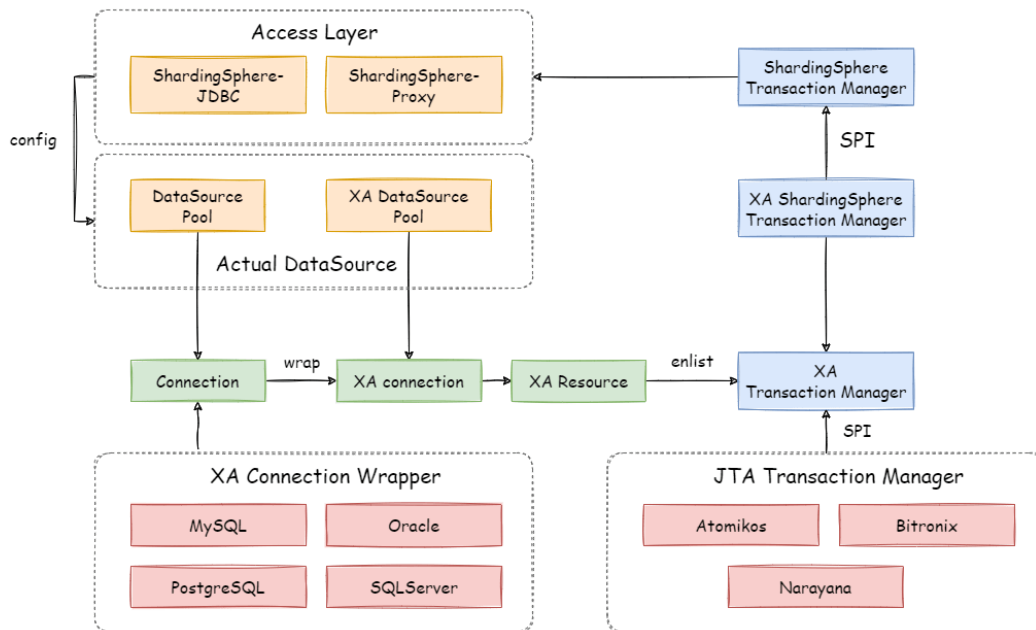 Access Layer
ShardingSphere-
JDBC
ShardingSphere-
Proxy
ShardingSphere
Transaction Manager
config
SPI
DataSource
Pool
XA DataSource
Pool
XA ShardingSphere
Transaction Manager
Actual DataSource
Connection
wrap
XA connection
XA Resource
enlist
XA
Transaction Manager
SPI
XA Connection Wrapper
MySQL
Oracle
PostgreSQL
SQLServer
JTA Transaction Manager
Atomikos
Bitronix
Narayana